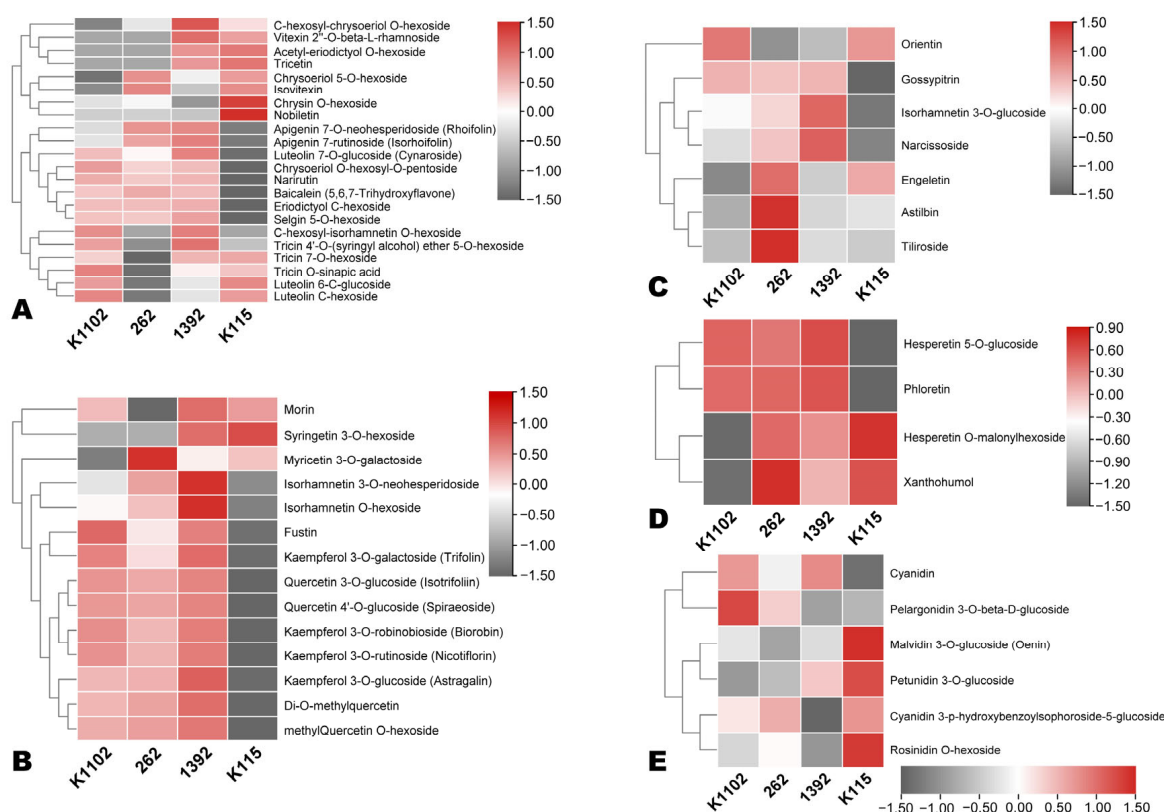 C-hexosyl-chrysoeriol O-hexoside
Vitexin 2"-O-beta-L-rhamnoside
Acetyl-eriodictyol O-hexoside
Tricetin
Chrysoeriol 5-O-hexoside
Isovitexin
Chrysin O-hexoside
Nobiletin
Apigenin 7-O-neohesperidoside (Rhoifolin)
Apigenin 7-rutinoside (Isorhoifolin)
Luteolin 7-O-glucoside (Cynaroside)
Chrysoeriol O-hexosyl-O-pentoside
Narirutin
Baicalein (5,6,7-Trihydroxyflavone)
Eriodictyol C-hexoside
Selgin 5-O-hexoside
C-hexosyl-isorhamnetin O-hexoside
Tricin 4'-O-(syringyl alcohol) ether 5-O-hexoside
Tricin 7-O-hexoside
Tricin O-sinapic acid
Luteolin 6-C-glucoside
Luteolin C-hexoside
1.50
1.00
0.50
0.00
−0.50
−1.00
−1.50
A
K1102 262 1392 K115
Morin
Syringetin 3-O-hexoside
Myricetin 3-O-galactoside
Isorhamnetin 3-O-neohesperidoside
Isorhamnetin O-hexoside
Fustin
Kaempferol 3-O-galactoside (Trifolin)
Quercetin 3-O-glucoside (Isotrifoliin)
Quercetin 4'-O-glucoside (Spiraeoside)
Kaempferol 3-O-robinobioside (Biorobin)
Kaempferol 3-O-rutinoside (Nicotiflorin)
Kaempferol 3-O-glucoside (Astragalin)
Di-O-methylquercetin
methylQuercetin O-hexoside
1.50
1.00
0.50
0.00
−0.50
−1.00
−1.50
B
K1102 262 1392 K115
Orientin
Gossypitrin
Isorhamnetin 3-O-glucoside
Narcissoside
Engeletin
Astilbin
Tiliroside
1.50
1.00
0.50
0.00
−0.50
−1.00
−1.50
C
K1102 262 1392 K115
Hesperetin 5-O-glucoside
Phloretin
Hesperetin O-malonylhexoside
Xanthohumol
0.90
0.60
0.30
0.00
−0.30
−0.60
−0.90
−1.20
−1.50
D
K1102 262 1392 K115
Cyanidin
Pelargonidin 3-O-beta-D-glucoside
Malvidin 3-O-glucoside (Oenin)
Petunidin 3-O-glucoside
Cyanidin 3-p-hydroxybenzoylsophoroside-5-glucoside
Rosinidin O-hexoside
E
K1102 262 1392 K115
−1.50 −1.00 −0.50 0.00 0.50 1.00 1.50